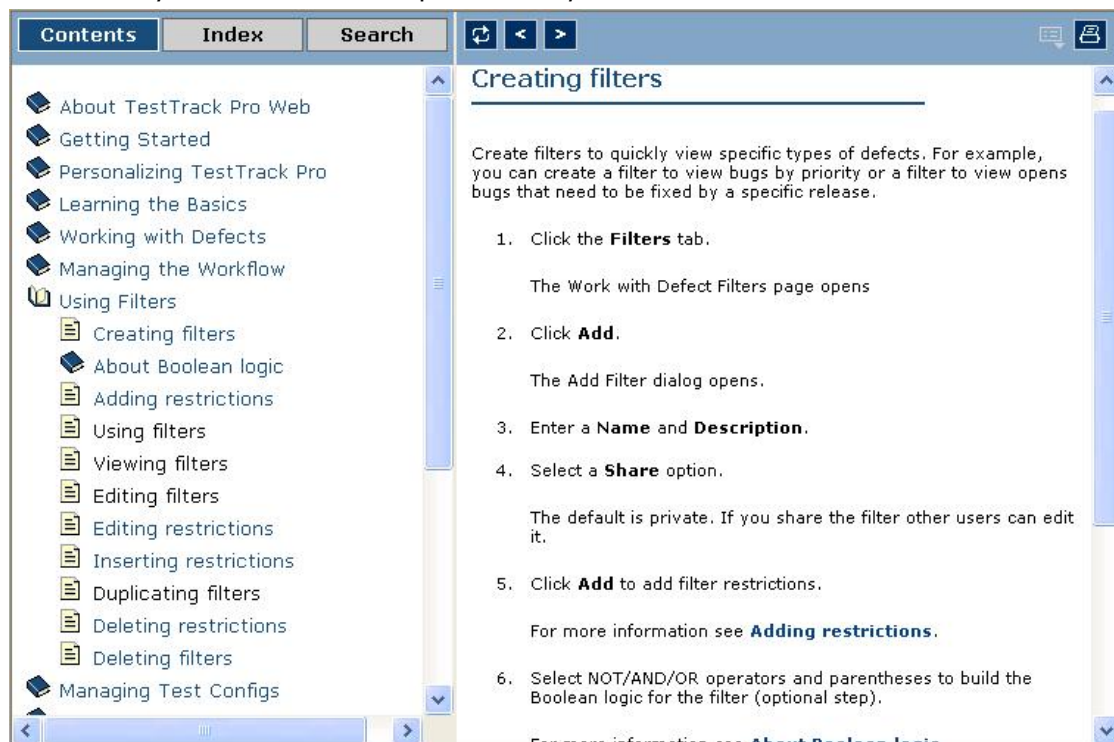 Contents
Index
Search
About TestTrack Pro Web
Getting Started
Personalizing TestTrack Pro
Learning the Basics
Working with Defects
Managing the Workflow
Using Filters
Creating filters
About Boolean logic
Adding restrictions
Using filters
Viewing filters
Editing filters
Editing restrictions
Inserting restrictions
Duplicating filters
Deleting restrictions
Deleting filters
Managing Test Configs
Creating filters
Create filters to quickly view specific types of defects. For example,
you can create a filter to view bugs by priority or a filter to view opens
bugs that need to be fixed by a specific release.
1. Click the Filters tab.
The Work with Defect Filters page opens
2. Click Add.
The Add Filter dialog opens.
3. Enter a Name and Description.
4. Select a Share option.
The default is private. If you share the filter other users can edit
it.
5. Click Add to add filter restrictions.
For more information see Adding restrictions.
6. Select NOT/AND/OR operators and parentheses to build the
Boolean logic for the filter (optional step).
For more information see About Boolean logic